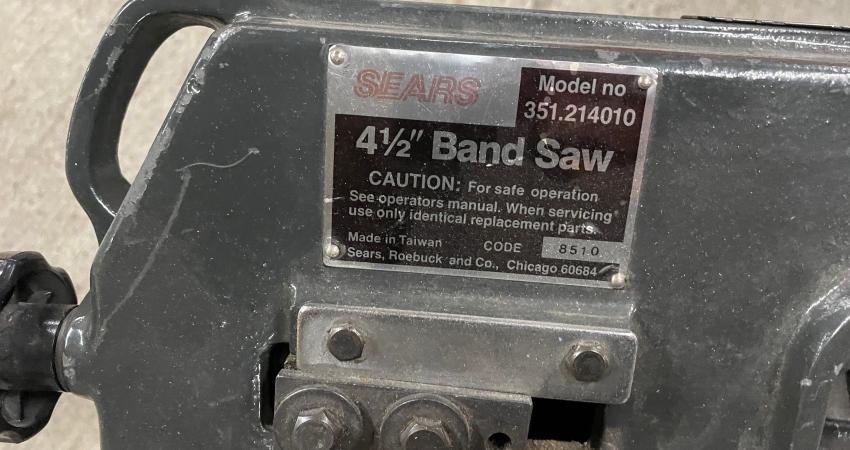 SEARS
Model no
351.214010
4½" Band Saw
CAUTION: For safe operation
See operators manual. When servicing
use only identical replacement parts.
Made in Taiwan CODE 8510
Sears, Roebuck and Co., Chicago 60684